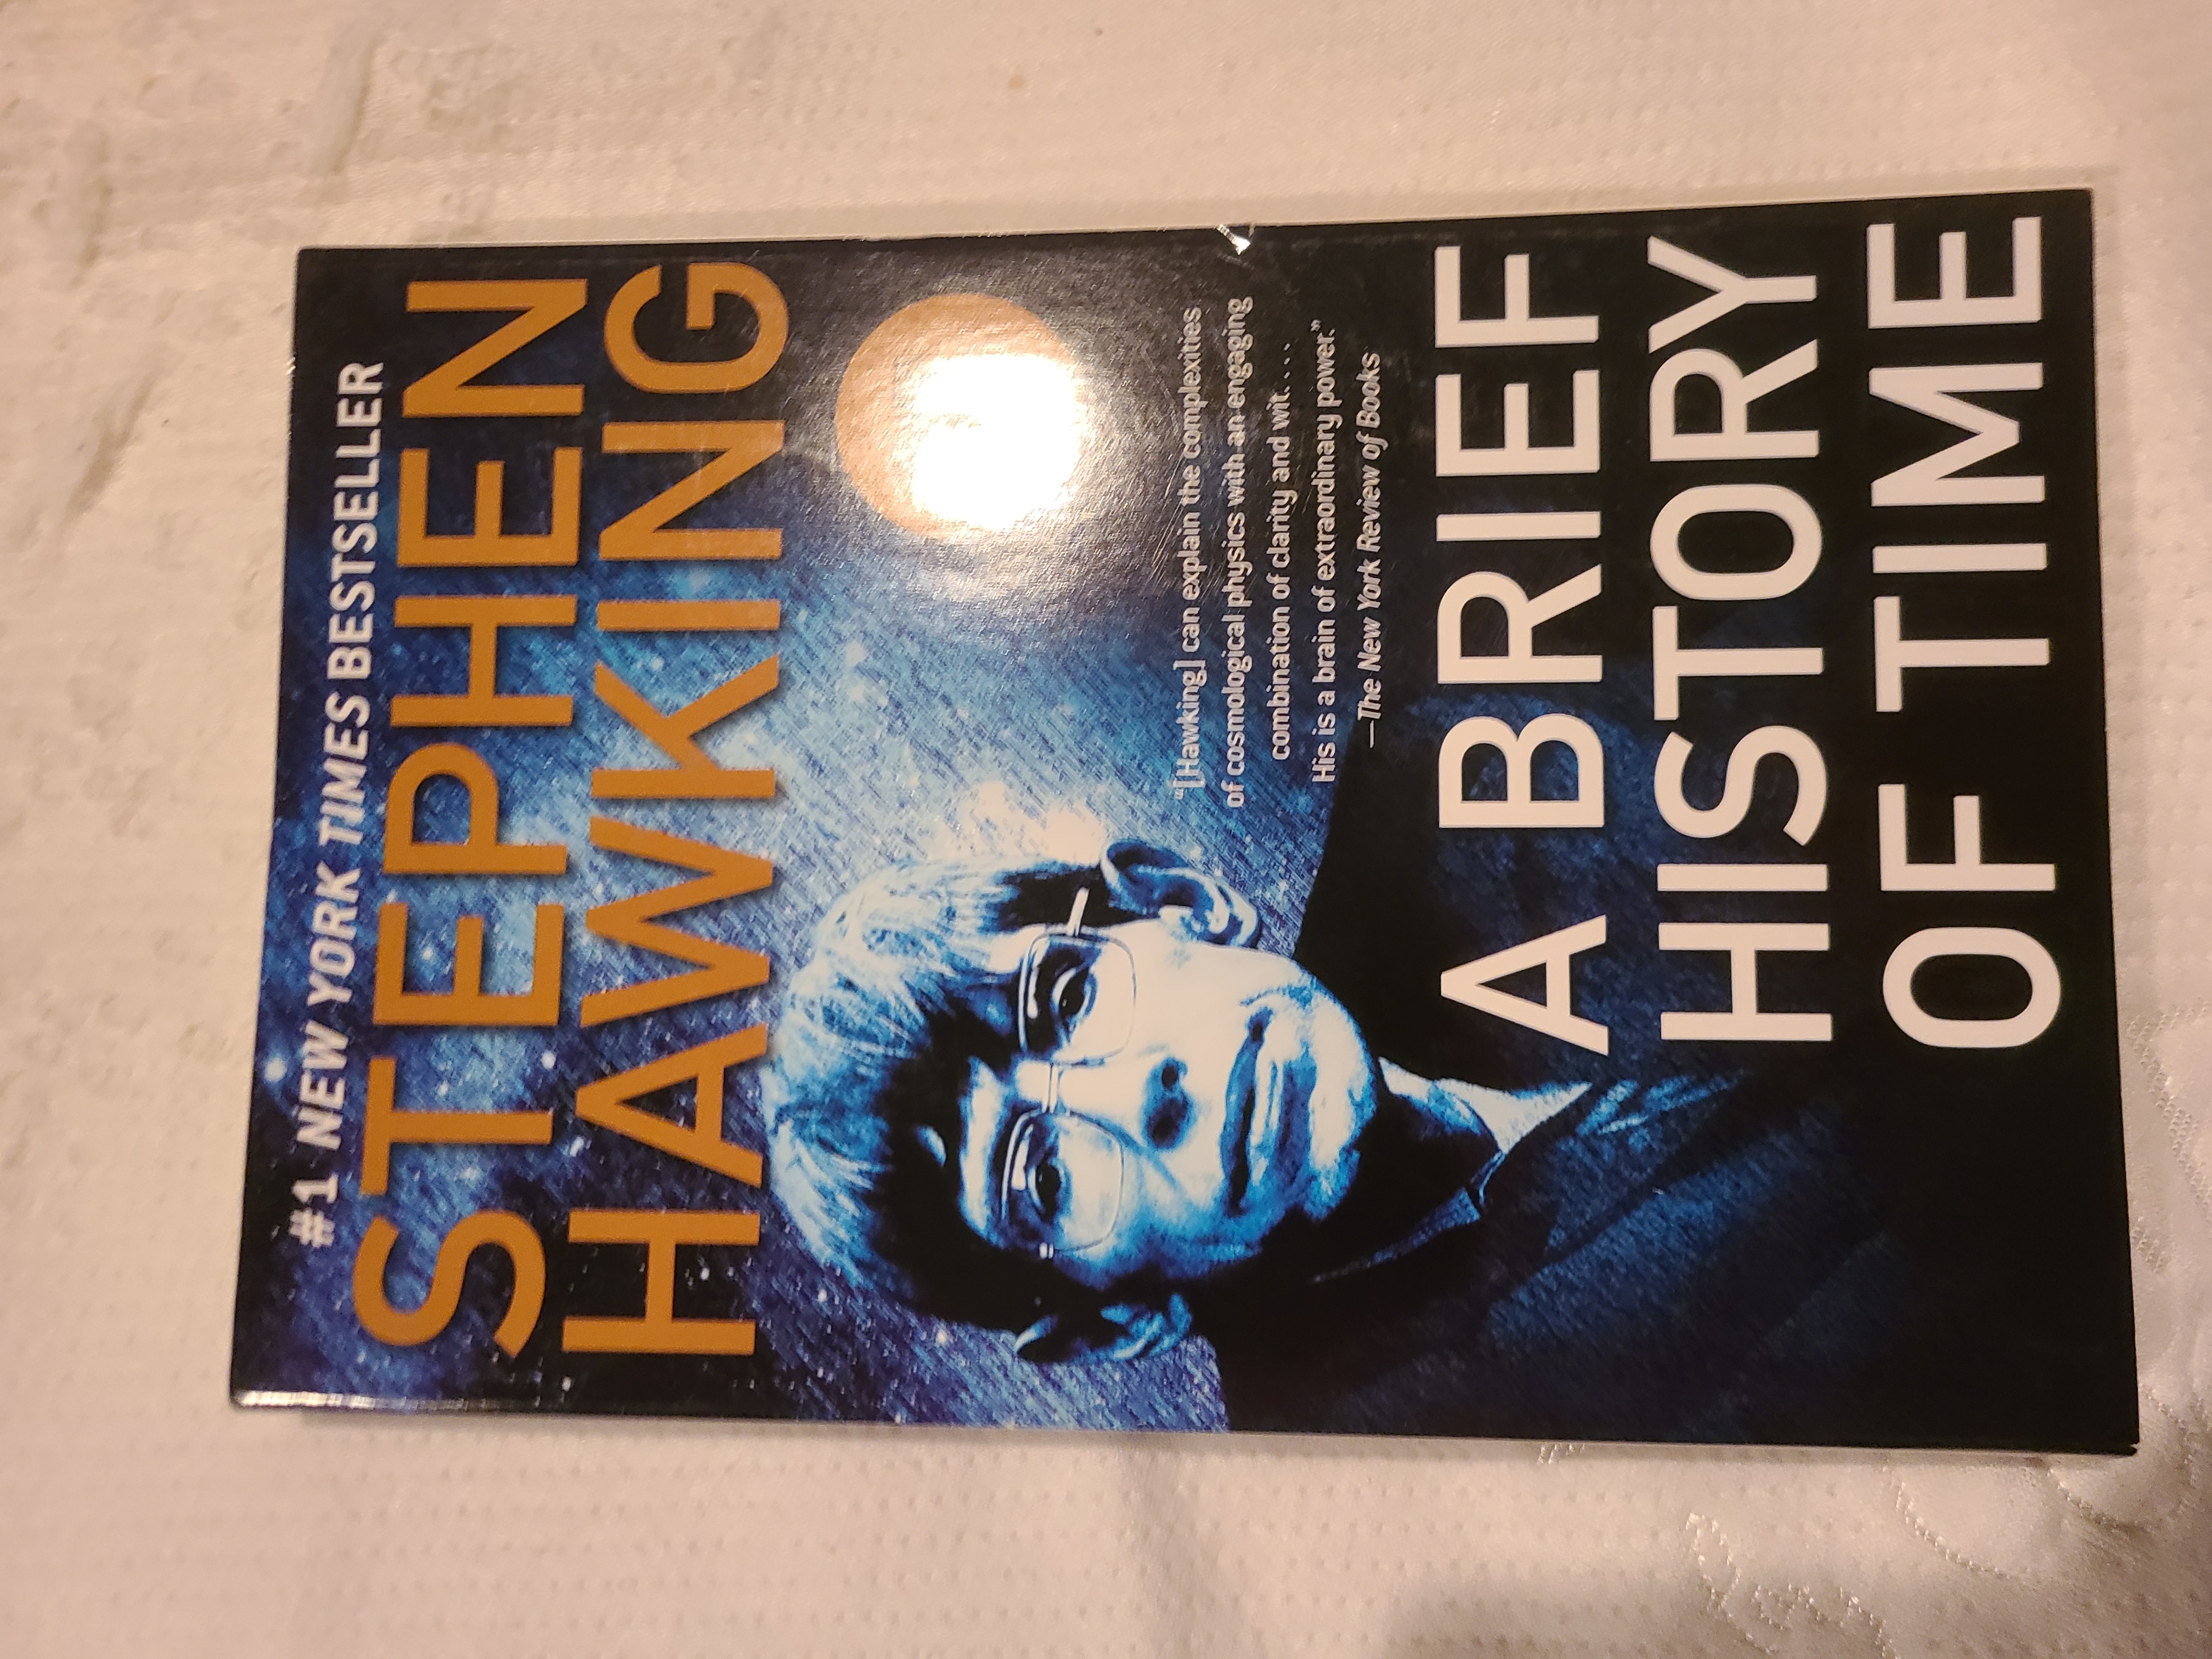 #1 NEW YORK TIMES BESTSELLER
STEPHEN
HAWKING
“[Hawking] can explain the complexities
of cosmological physics with an engaging
combination of clarity and wit. . . .
His is a brain of extraordinary power.”
—The New York Review of Books
A BRIEF
HISTORY
OF TIME